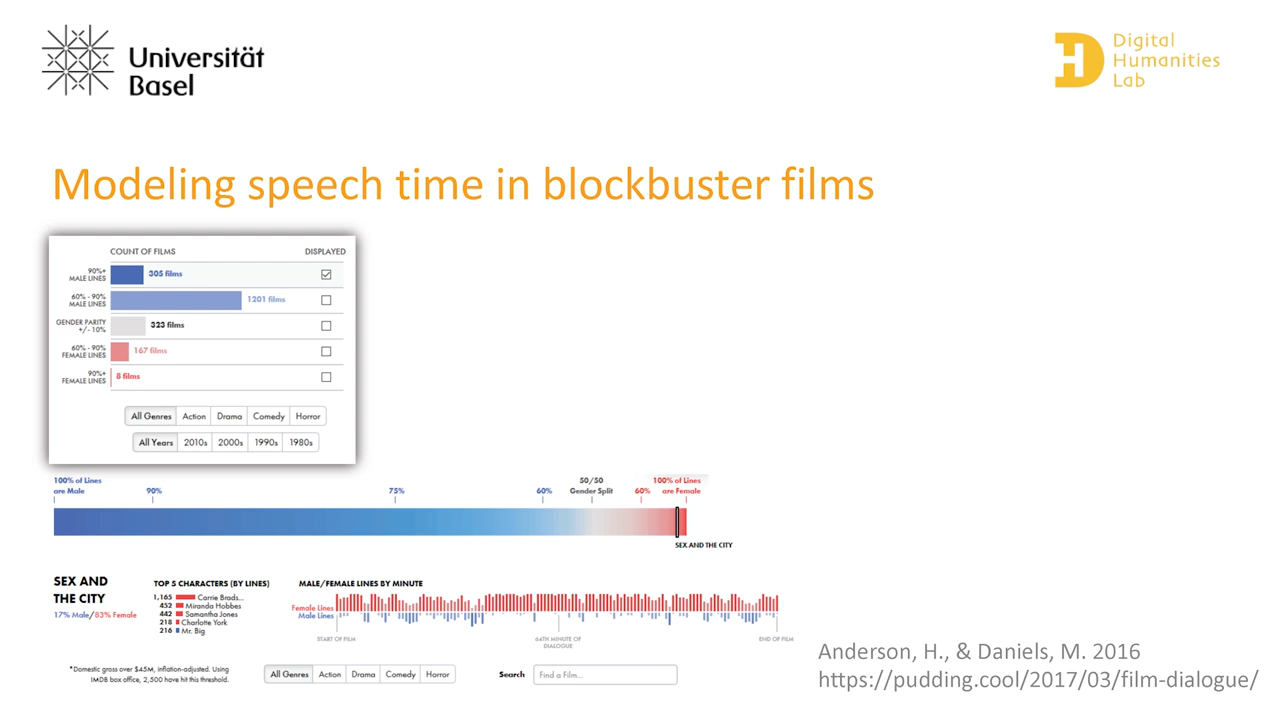 Universität
Basel
Digital
Humanities
Lab
Modeling speech time in blockbuster films
COUNT OF FILMS DISPLAYED
90%+
MALE LINES
305 films
60% - 90%
MALE LINES
1201 films
GENDER PARITY
+/- 10%
323 films
60% - 90%
FEMALE LINES
167 films
90%+
FEMALE LINES
8 films
All Genres Action Drama Comedy Horror
All Years 2010s 2000s 1990s 1980s
100% of Lines
are Male
90%
75%
60%
50/50
Gender Split
60%
100% of Lines
are Female
SEX AND THE CITY
SEX AND
THE CITY
17% Male/83% Female
TOP 5 CHARACTERS (BY LINES)
1,165 Carrie Brads...
452 Miranda Hobbes
442 Samantha Jones
218 Charlotte York
216 Mr. Big
MALE/FEMALE LINES BY MINUTE
Female Lines
Male Lines
START OF FILM
64TH MINUTE OF
DIALOGUE
END OF FILM
*Domestic gross over $45M, inflation-adjusted. Using
IMDB box office, 2,500 have hit this threshold.
All Genres Action Drama Comedy Horror
Search Find a Film...
Anderson, H., & Daniels, M. 2016
https://pudding.cool/2017/03/film-dialogue/